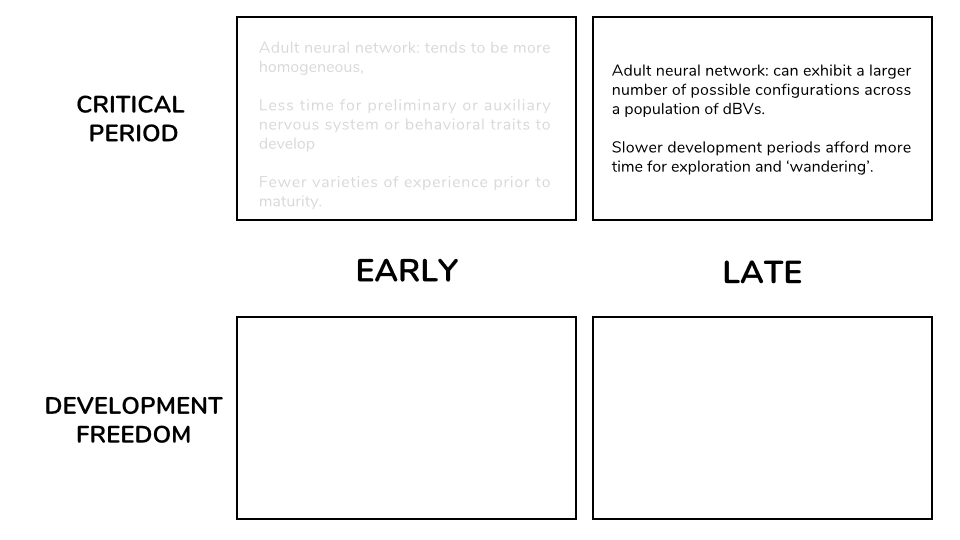 CRITICAL
PERIOD
Adult neural network: tends to be more
homogeneous,
Less time for preliminary or auxiliary
nervous system or behavioral traits to
develop
Fewer varieties of experience prior to
maturity.
Adult neural network: can exhibit a larger
number of possible configurations across
a population of dBVs.
Slower development periods afford more
time for exploration and ‘wandering’.
EARLY
LATE
DEVELOPMENT
FREEDOM